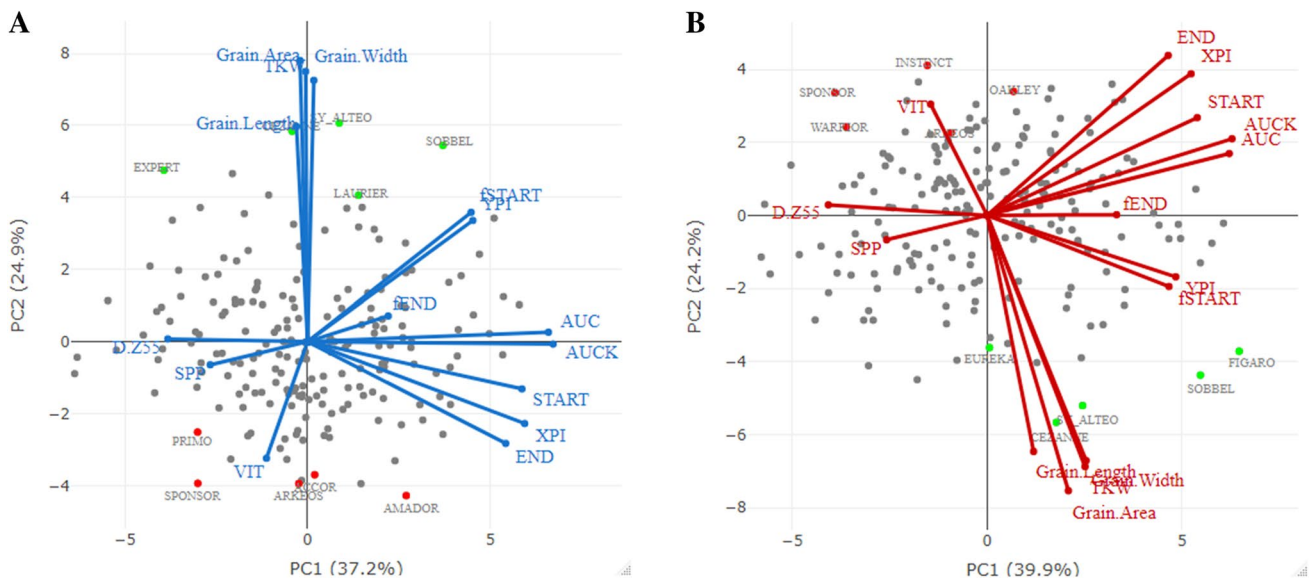 A
B
8
6
4
2
0
−2
−4
PC2 (24.9%)
−5
0
5
PC1 (37.2%)
Grain.Area
TKW
Grain.Width
Grain.Length
SY_ALTEO
SOBBEL
EXPERT
LAURIER
fSTART
YPI
fEND
AUC
AUCK
D.Z55
SPP
START
XPI
END
VIT
PRIMO
SPONSOR
ARKEOS
ACCOR
AMADOR
4
2
0
−2
−4
−6
−8
PC2 (24.2%)
−5
0
5
PC1 (39.9%)
END
XPI
INSTINCT
SPONSOR
OAKLEY
VIT
START
WARRIOR
ARKEOS
AUCK
AUC
D.Z55
fEND
SPP
YPI
fSTART
EUREKA
FIGARO
SOBBEL
SY_ALTEO
CEZANNE
Grain.Length
Grain.Width
TKW
Grain.Area